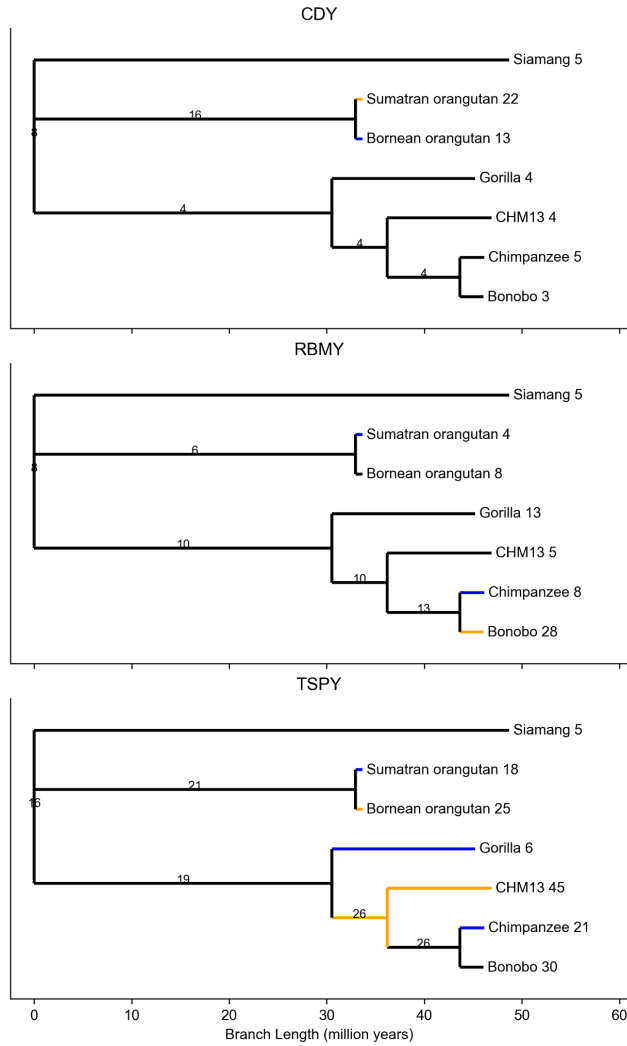 CDY
Siamang 5
Sumatran orangutan 22
16
8
Bornean orangutan 13
Gorilla 4
4
CHM13 4
4
Chimpanzee 5
4
Bonobo 3
RBMY
Siamang 5
Sumatran orangutan 4
6
8
Bornean orangutan 8
Gorilla 13
10
CHM13 5
10
Chimpanzee 8
13
Bonobo 28
TSPY
Siamang 5
Sumatran orangutan 18
21
16
Bornean orangutan 25
Gorilla 6
19
CHM13 45
26
Chimpanzee 21
26
Bonobo 30
0 10 20 30 40 50 60
Branch Length (million years)